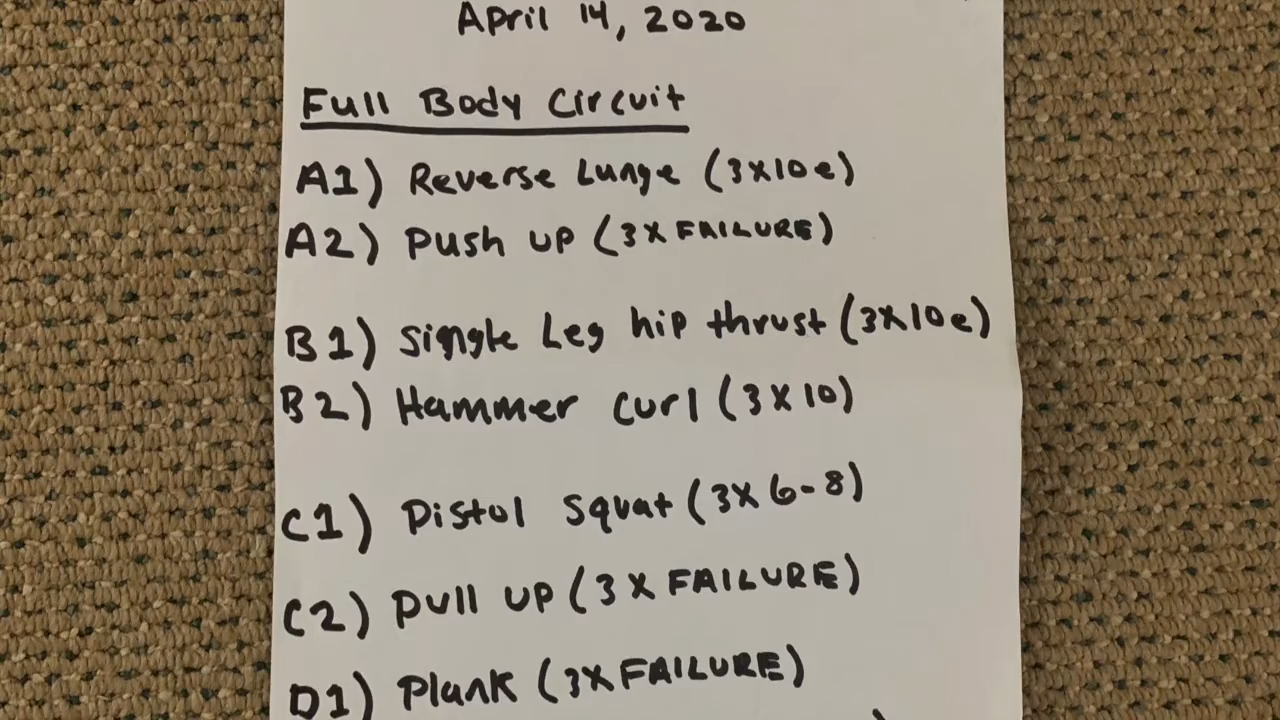 April 14, 2020
Full Body Circuit
A1) Reverse Lunge (3x10e)
A2) Push up (3x FAILURE)
B1) Single Leg hip thrust (3x10e)
B2) Hammer curl (3x10)
C1) Pistol squat (3x6-8)
C2) Pull up (3x FAILURE)
D1) Plank (3x FAILURE)